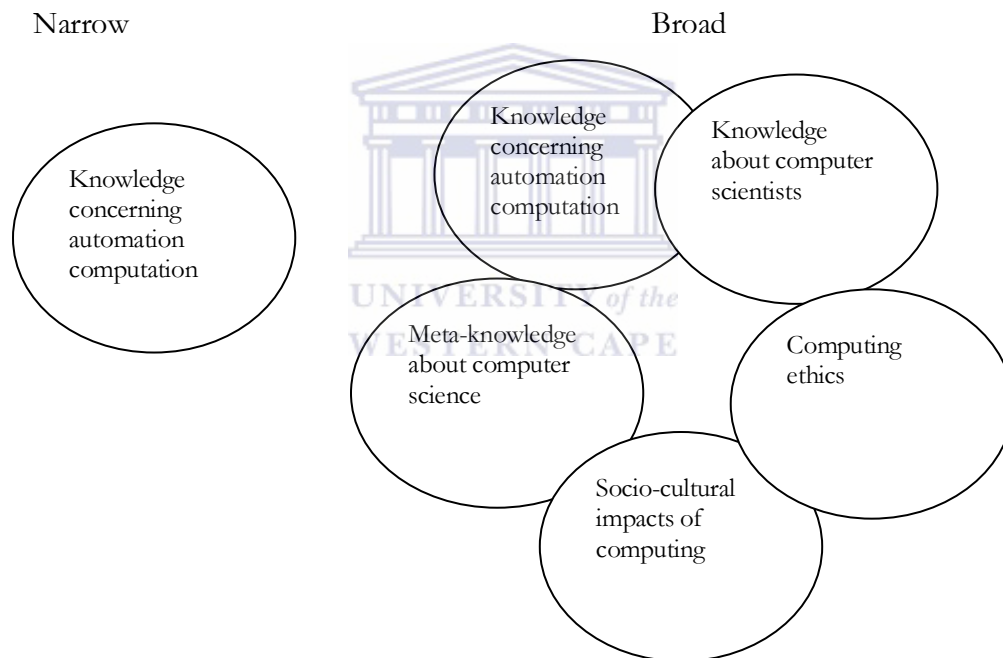 Narrow
Broad
Knowledge
concerning
automation
computation
Knowledge
concerning
automation
computation
Knowledge
about computer
scientists
UNIVERSITY of the
WESTERN CAPE
Meta-knowledge
about computer
science
Computing
ethics
Socio-cultural
impacts of
computing